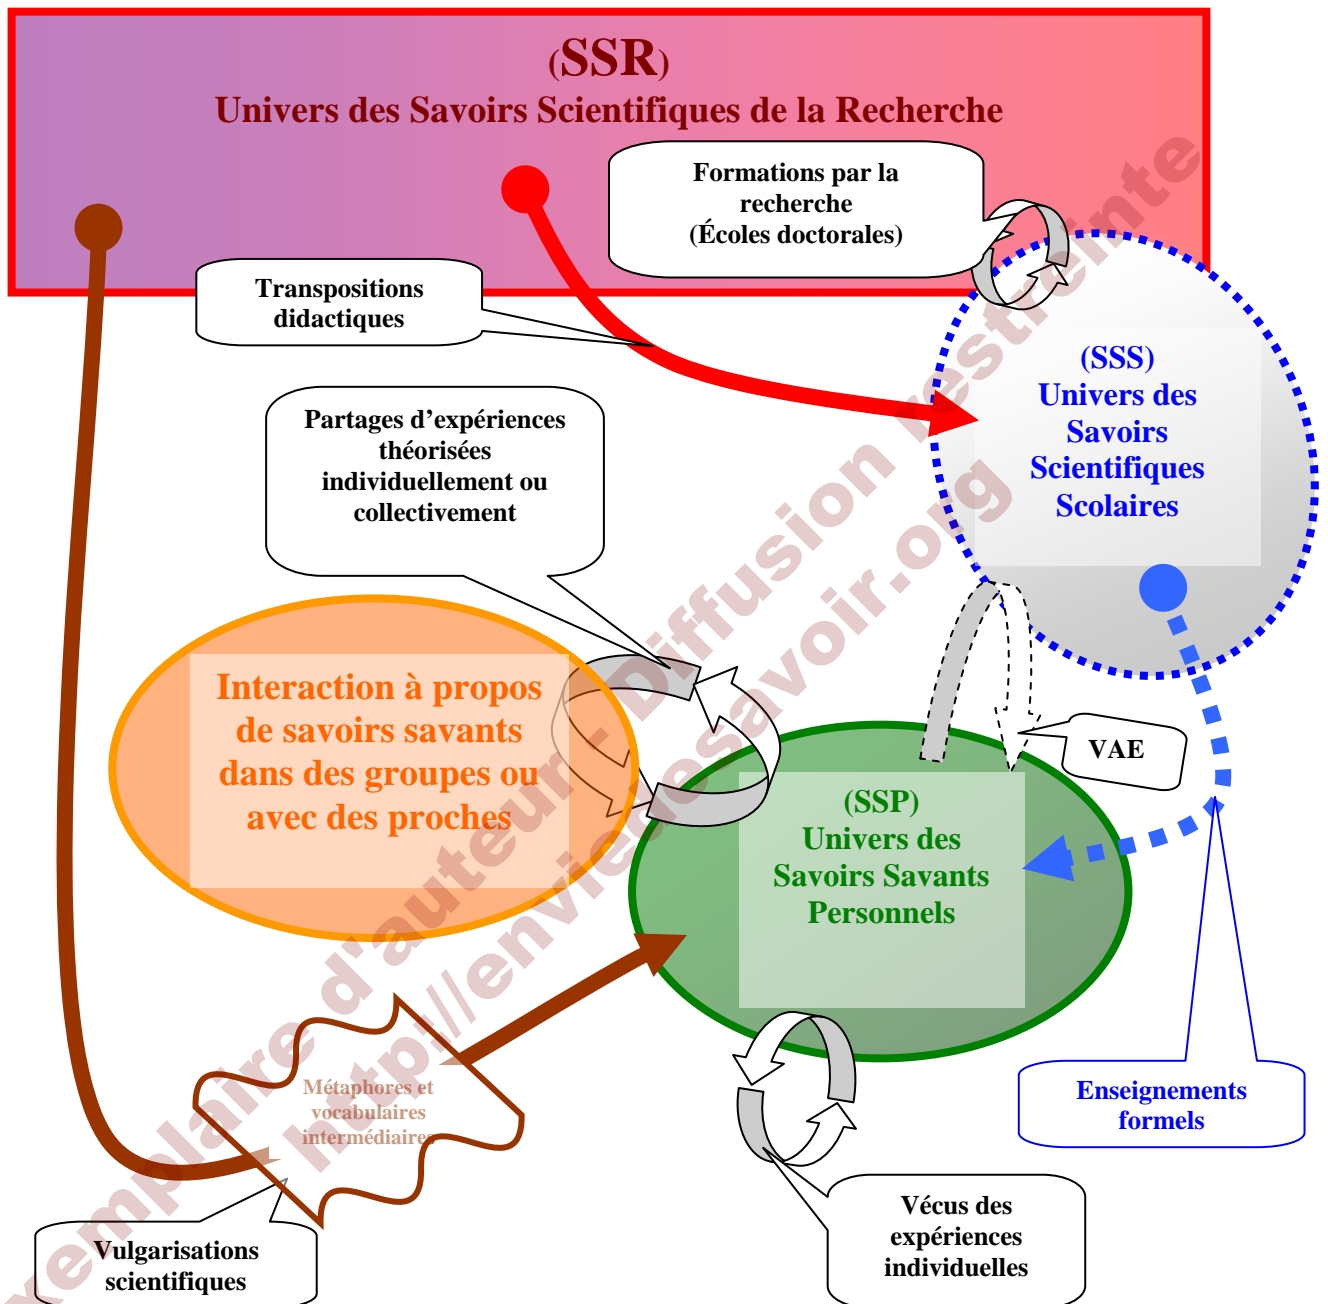 (SSR)
Univers des Savoirs Scientifiques de la Recherche
Formations par la
recherche
(Écoles doctorales)
Transpositions
didactiques
(SSS)
Univers des
Savoirs
Scientifiques
Scolaires
Partages d’expériences
théorisées
individuellement ou
collectivement
Interaction à propos
de savoirs savants
dans des groupes ou
avec des proches
VAE
(SSP)
Univers des
Savoirs Savants
Personnels
Métaphores et
vocabulaires
intermédiaires
Enseignements
formels
Vulgarisations
scientifiques
Vécus des
expériences
individuelles
xemplaire d'auteur - Diffusion restreinte
http://enviedesavoir.org